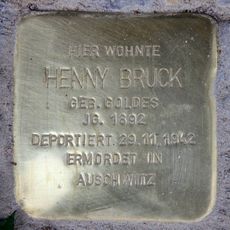 HIER WOHNTE
HENNY BRUCK
GEB. GOLDES
JG. 1892
DEPORTIERT 29.11.1942
ERMORDET IN
AUSCHWITZ